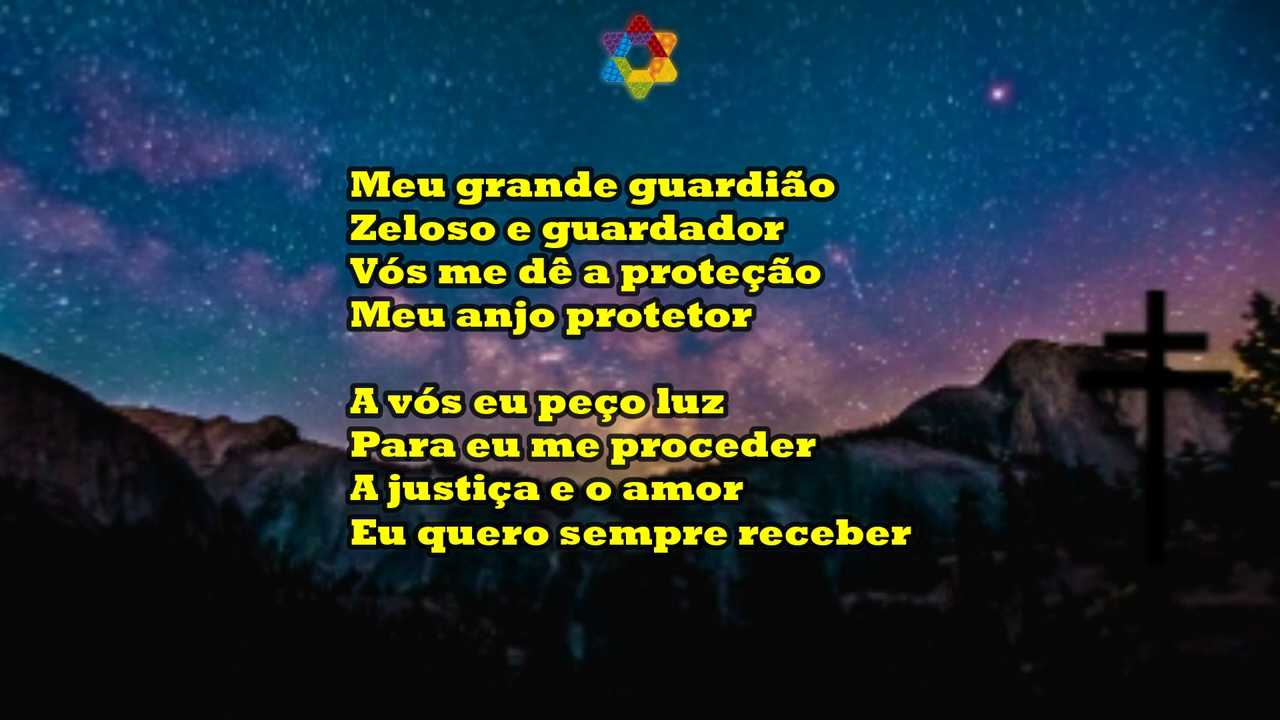 Meu grande guardião
Zeloso e guardador
Vós me dê a proteção
Meu anjo protetor
A vós eu peço luz
Para eu me proceder
A justiça e o amor
Eu quero sempre receber